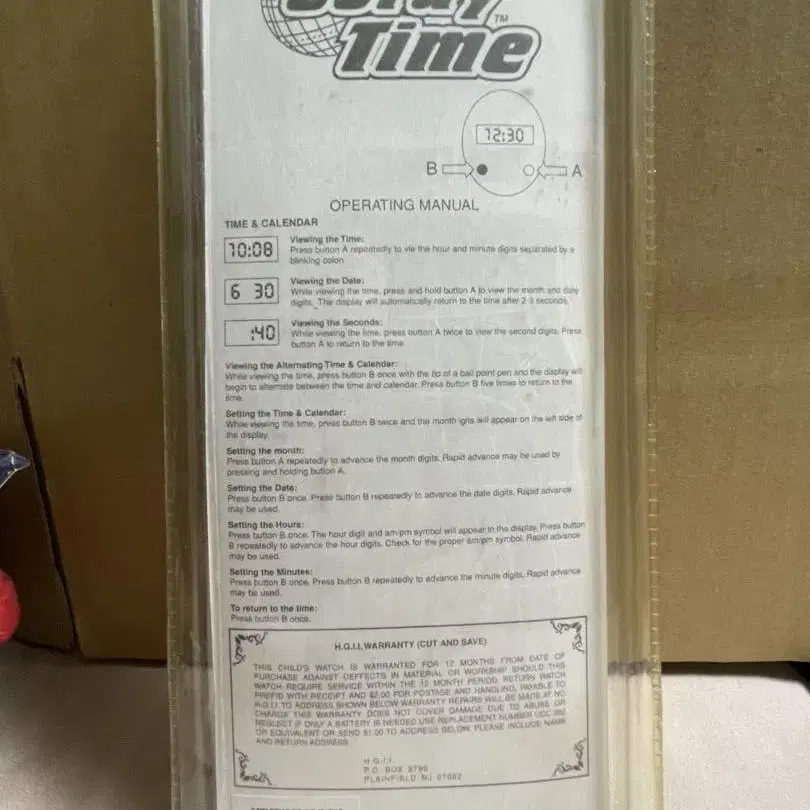 Time™
12:30
B
A
OPERATING MANUAL
TIME & CALENDAR
10:08
Viewing the Time:
Press button A repeatedly to vie the hour and minute digits separated by a
blinking colon
6 30
Viewing the Date:
While viewing the time, press and hold button A to view the month and date
digits. The display will automatically return to the time after 2-3 seconds.
:40
Viewing the Seconds:
While viewing the time, press button A twice to view the second digits. Press
button A to return to the time.
Viewing the Alternating Time & Calendar:
While viewing the time, press button B once with the tip of a ball point pen and the display will
begin to alternate between the time and calendar. Press button B five times to return to the
time.
Setting the Time & Calendar:
While viewing the time, press button B twice and the month igits will appear on the left side of
the display.
Setting the month:
Press button A repeatedly to advance the month digits. Rapid advance may be used by
pressing and holding button A.
Setting the Date:
Press button B once. Press button B repeatedly to advance the date digits. Rapid advance
may be used.
Setting the Hours:
Press button B once. The hour digit and am/pm symbol will appear in the display. Press button
B repeatedly to advance the hour digits. Check for the proper am/pm symbol. Rapid advance
may be used.
Setting the Minutes:
Press button B once. Press button B repeatedly to advance the minute digits. Rapid advance
may be used.
To return to the time:
Press button B once.
H.G.I.I. WARRANTY (CUT AND SAVE)
THIS CHILD'S WATCH IS WARRANTED FOR 12 MONTHS FROM DATE OF
PURCHASE AGAINST DEFFECTS IN MATERIAL OR WORKSHIP SHOULD THIS
WATCH REQUIRE SERVICE WITHIN THE 12 MONTH PERIOD, RETURN WATCH
PREPID WITH RECEIPT AND $2.00 FOR POSTAGE AND HANDLING, PAYABLE TO
H.G.I.I. TO ADDRESS SHOWN BELOW WARRANTY REPAIRS WILL BE MADE AT NO
CHARGE THIS WARRANTY DOES NOT COVER DAMAGE DUE TO ABUSE OR
NEGLECT IF ONLY A BATTERY IS NEEDED USE REPLACEMENT NUMBER UCC
OR EQUIVALENT OR SEND $1.00 TO ADDRESS BELOW. PLEASE INCLUDE NAME
AND RETURN ADDRESS
H.G.I.I.
P.O. BOX 2782
PLAINFIELD NJ 07062